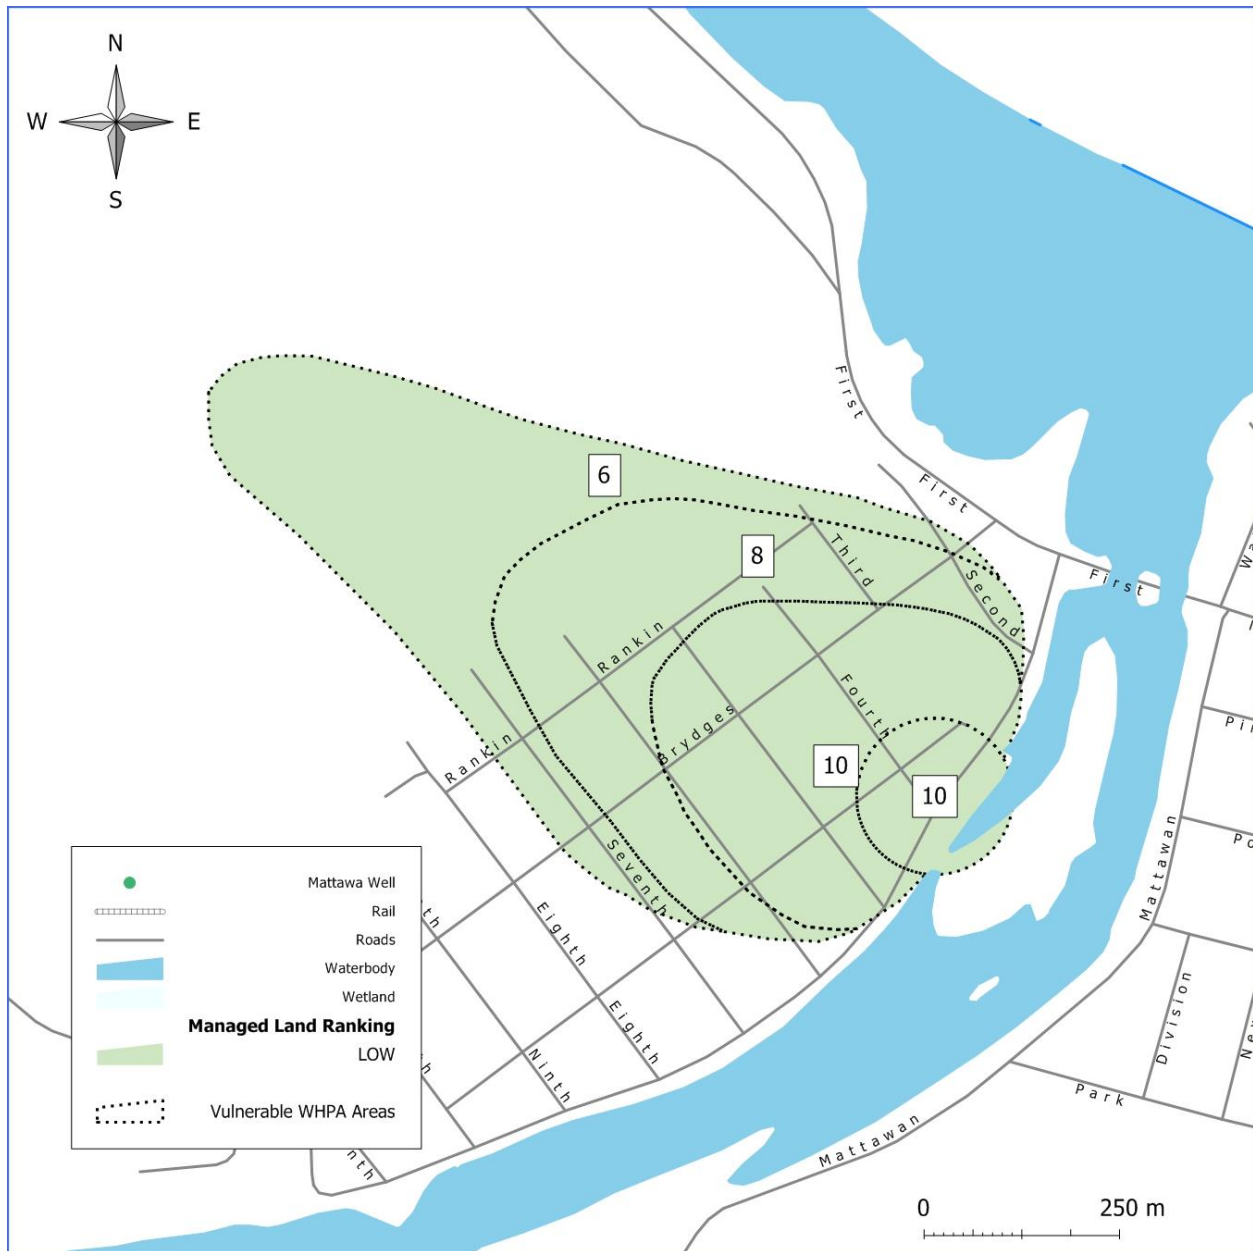 N
W E
S
First
First
First
6
8
Third
Second
Rankin
Fourth
Brydges
Rankin
10
10
Seventh
Eighth
Eighth
Ninth
Mattawan
Mattawan
Division
Park
Mattawa Well
Rail
Roads
Waterbody
Wetland
Managed Land Ranking
LOW
Vulnerable WHPA Areas
0 250 m